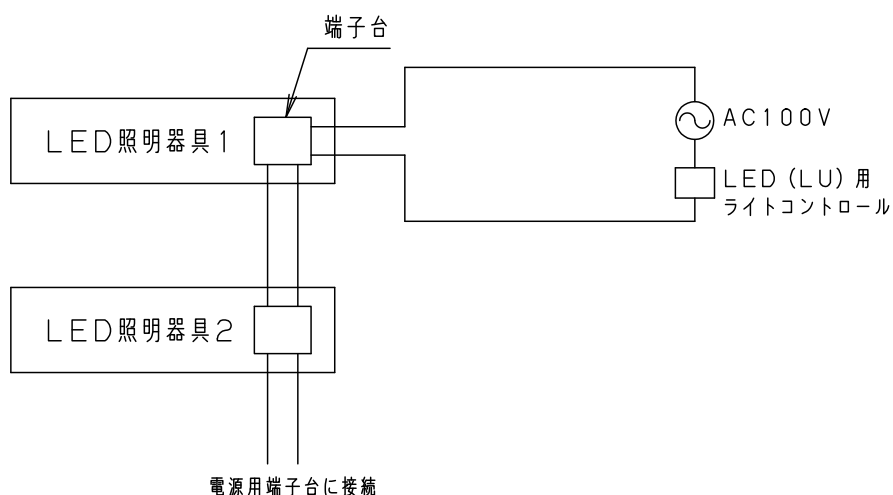 端子台
LED照明器具1
AC100V
LED(LU)用
ライトコントロール
LED照明器具2
電源用端子台に接続